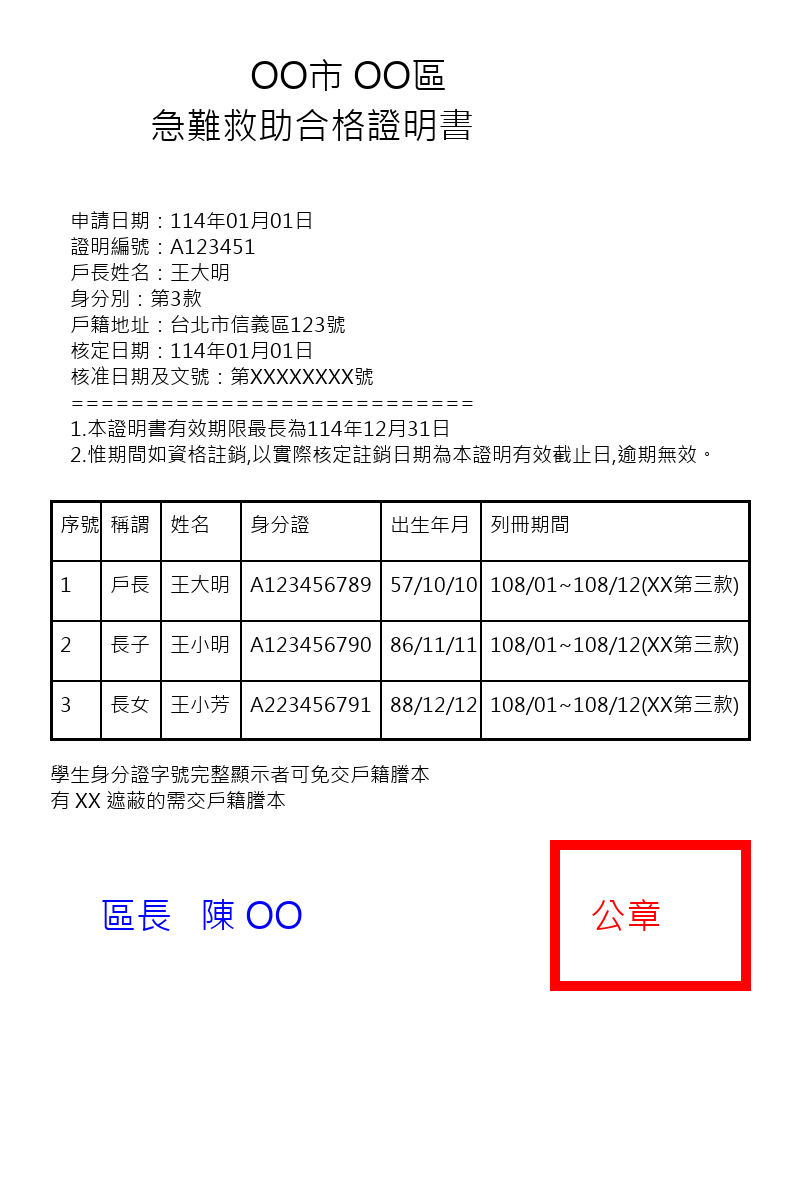 OO市 OO區
急難救助合格證明書
申請日期：114年01月01日
證明編號：A123451
戶長姓名：王大明
身分別：第3款
戶籍地址：台北市信義區123號
核定日期：114年01月01日
核准日期及文號：第XXXXXXXX號
===========================
1.本證明書有效期限最長為114年12月31日
2.惟期間如資格註銷,以實際核定註銷日期為本證明有效截止日,逾期無效。
序號 稱謂 姓名 身分證 出生年月 列冊期間
1 戶長 王大明 A123456789 57/10/10 108/01~108/12(XX第三款)
2 長子 王小明 A123456790 86/11/11 108/01~108/12(XX第三款)
3 長女 王小芳 A223456791 88/12/12 108/01~108/12(XX第三款)
學生身分證字號完整顯示者可免交戶籍謄本
有 XX 遮蔽的需交戶籍謄本
區長 陳 OO
公章